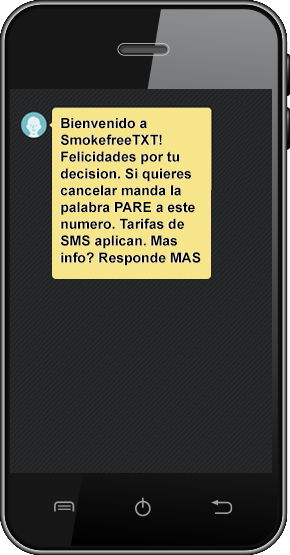 Bienvenido a
SmokefreeTXT!
Felicidades por tu
decision. Si quieres
cancelar manda la
palabra PARE a este
numero. Tarifas de
SMS aplican. Mas
info? Responde MAS